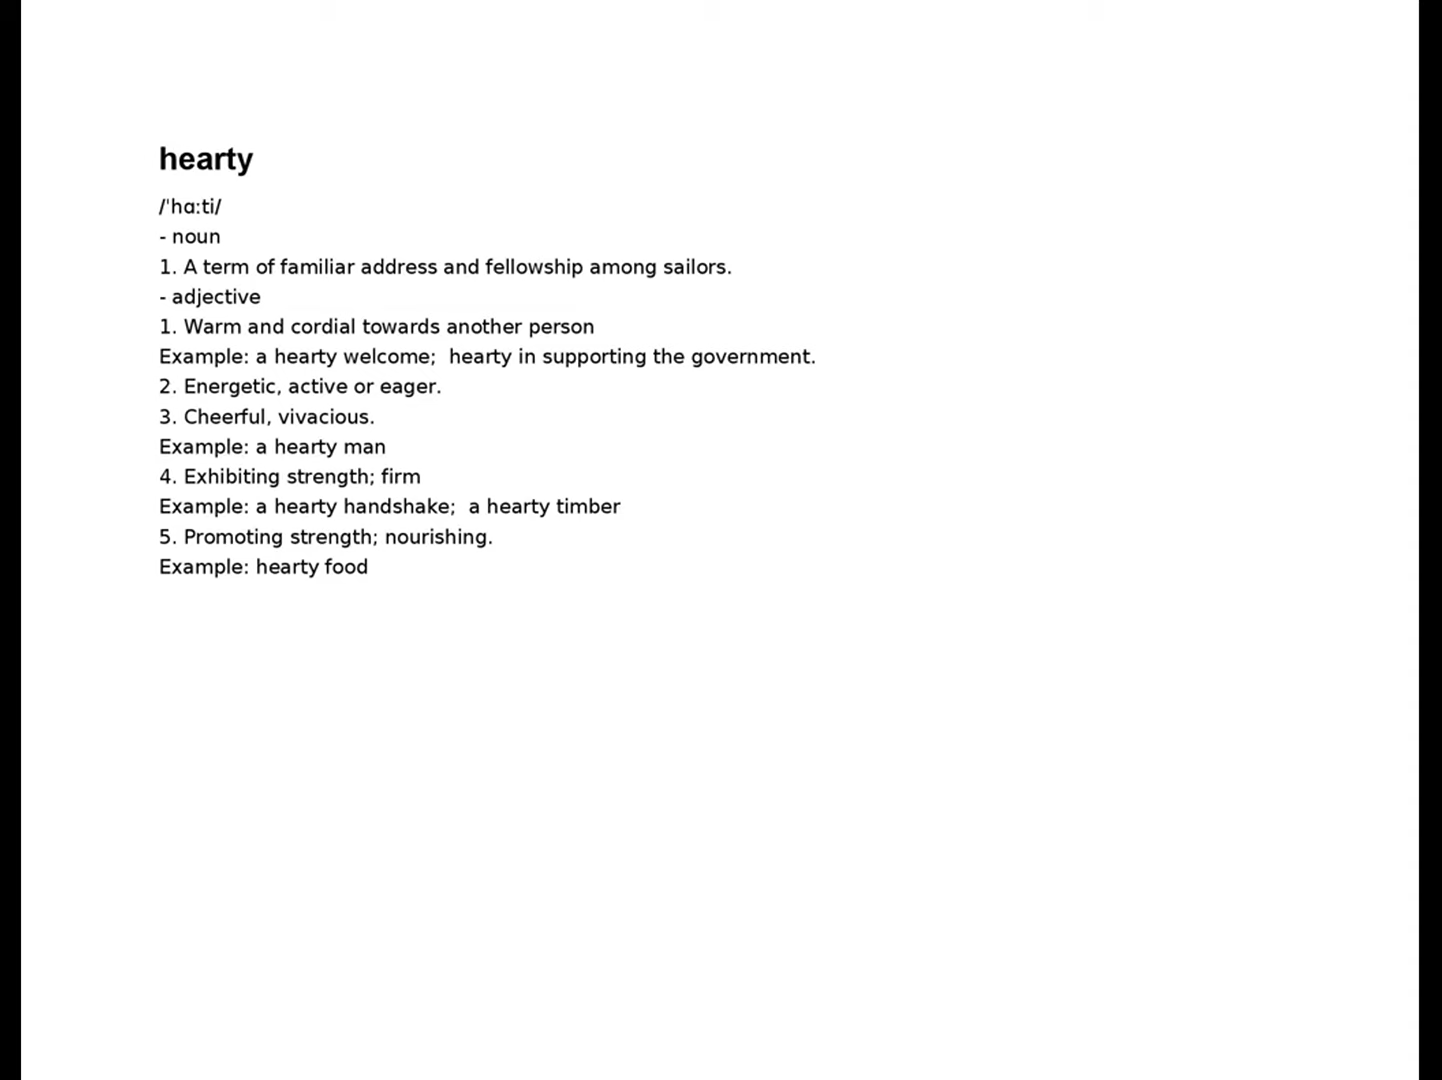 hearty
/ˈhɑːti/
- noun
1. A term of familiar address and fellowship among sailors.
- adjective
1. Warm and cordial towards another person
Example: a hearty welcome;  hearty in supporting the government.
2. Energetic, active or eager.
3. Cheerful, vivacious.
Example: a hearty man
4. Exhibiting strength; firm
Example: a hearty handshake;  a hearty timber
5. Promoting strength; nourishing.
Example: hearty food